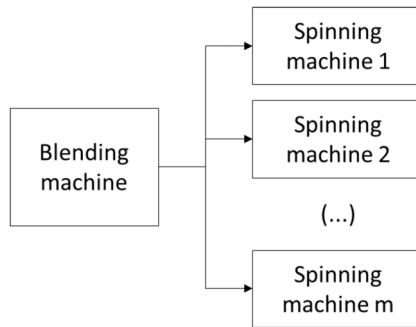 Spinning
machine 1
Blending
machine
Spinning
machine 2
(...)
Spinning
machine m